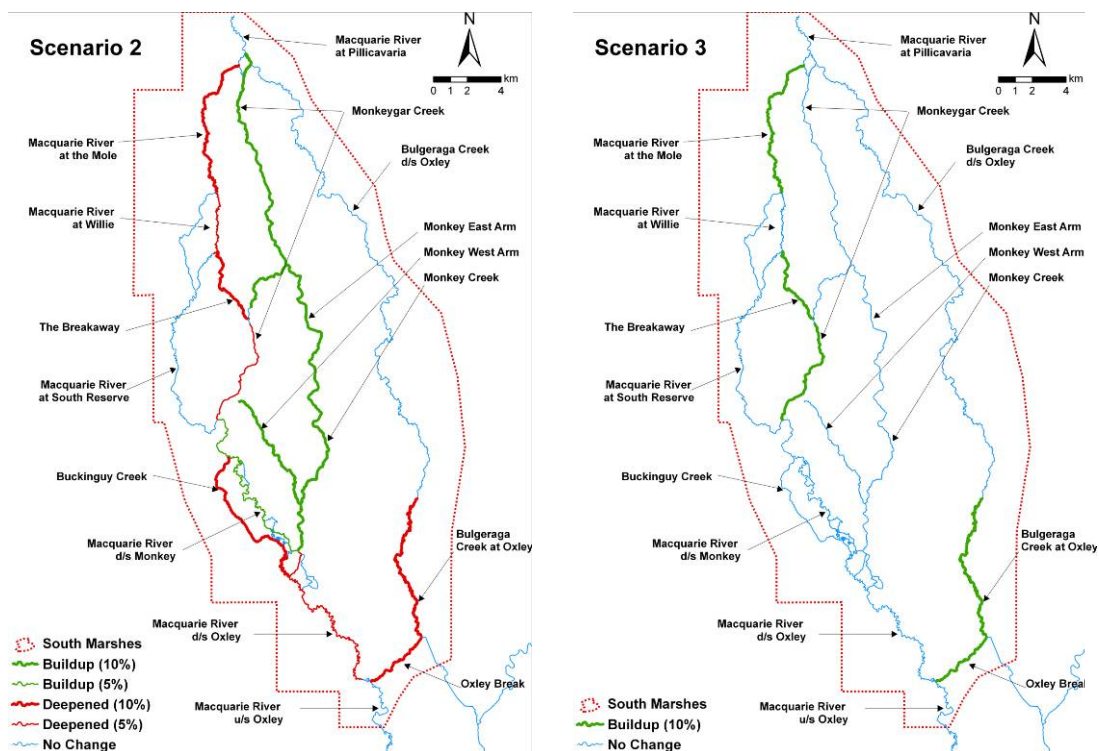 Scenario 2
Macquarie River
at Pillicavaria
N
0 2 4
km
Monkeygar Creek
Macquarie River
at the Mole
Bulgeraga Creek
d/s Oxley
Macquarie River
at Willie
Monkey East Arm
Monkey West Arm
Monkey Creek
The Breakaway
Macquarie River
at South Reserve
Buckinguy Creek
Macquarie River
d/s Monkey
Bulgeraga
Creek at Oxley
Macquarie River
d/s Oxley
Oxley Break
Macquarie River
u/s Oxley
South Marshes
Buildup (10%)
Buildup (5%)
Deepened (10%)
Deepened (5%)
No Change
Scenario 3
Macquarie River
at Pillicavaria
N
0 2 4
km
Monkeygar Creek
Macquarie River
at the Mole
Bulgeraga Creek
d/s Oxley
Macquarie River
at Willie
Monkey East Arm
Monkey West Arm
Monkey Creek
The Breakaway
Macquarie River
at South Reserve
Buckinguy Creek
Macquarie River
d/s Monkey
Bulgeraga
Creek at Oxley
Macquarie River
d/s Oxley
Oxley Break
Macquarie River
u/s Oxley
South Marshes
Buildup (10%)
No Change